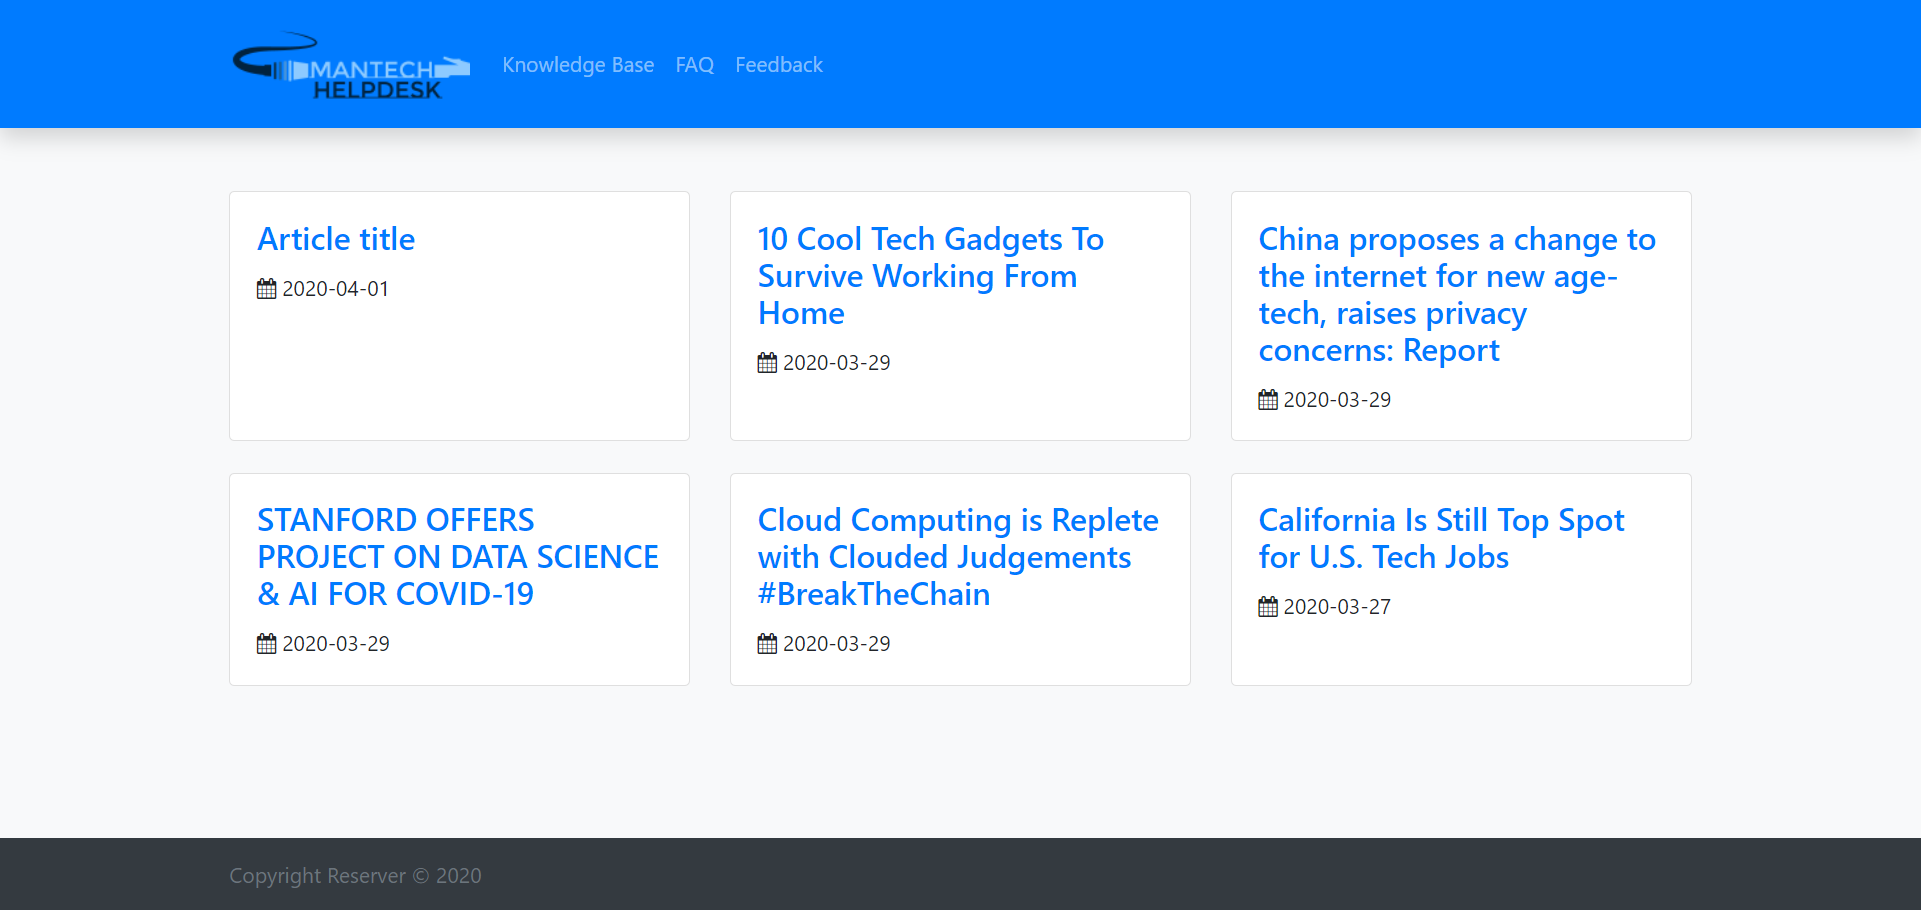 MANTECH
HELPDESK
Knowledge Base FAQ Feedback
Article title
2020-04-01
10 Cool Tech Gadgets To
Survive Working From
Home
2020-03-29
China proposes a change to
the internet for new age-
tech, raises privacy
concerns: Report
2020-03-29
STANFORD OFFERS
PROJECT ON DATA SCIENCE
& AI FOR COVID-19
2020-03-29
Cloud Computing is Replete
with Clouded Judgements
#BreakTheChain
2020-03-29
California Is Still Top Spot
for U.S. Tech Jobs
2020-03-27
Copyright Reserver © 2020